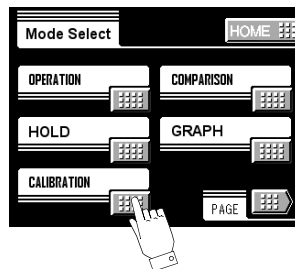 Mode Select
HOME
OPERATION
COMPARISON
HOLD
GRAPH
CALIBRATION
PAGE